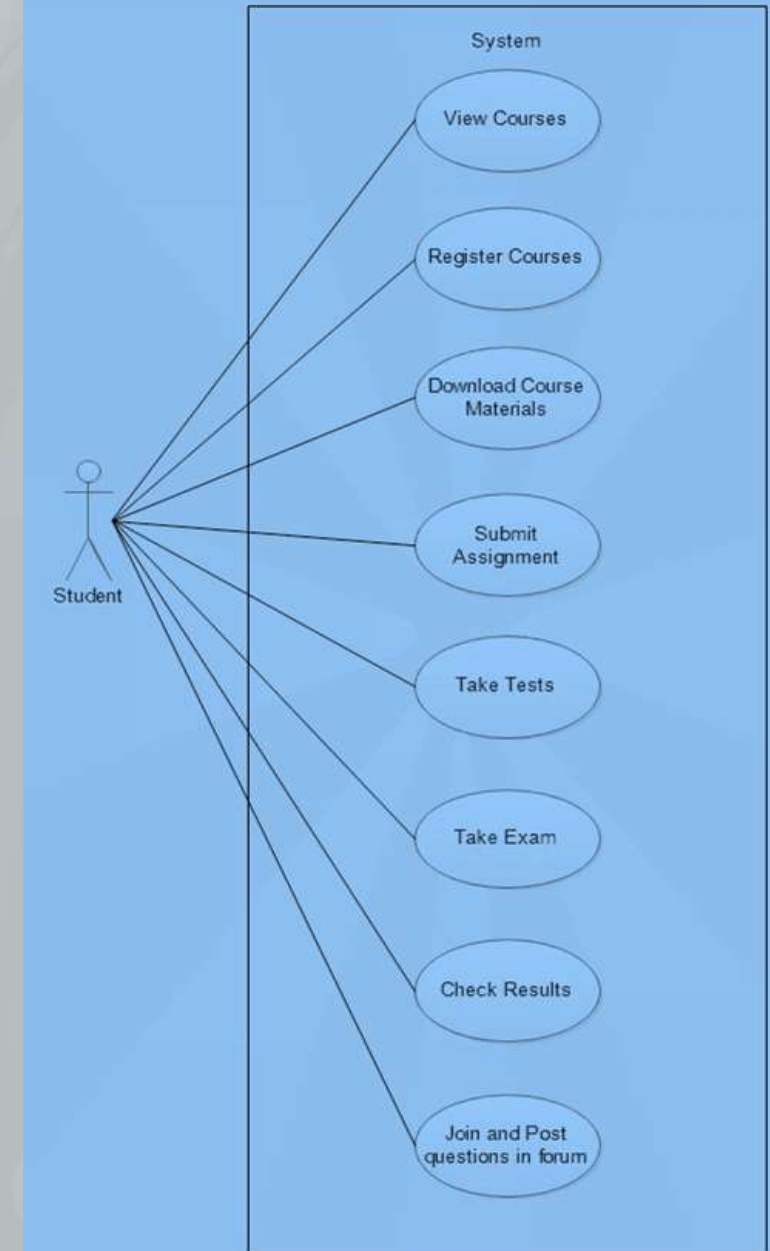 System
View Courses
Register Courses
Download Course
Materials
Submit
Assignment
Student
Take Tests
Take Exam
Check Results
Join and Post
questions in forum